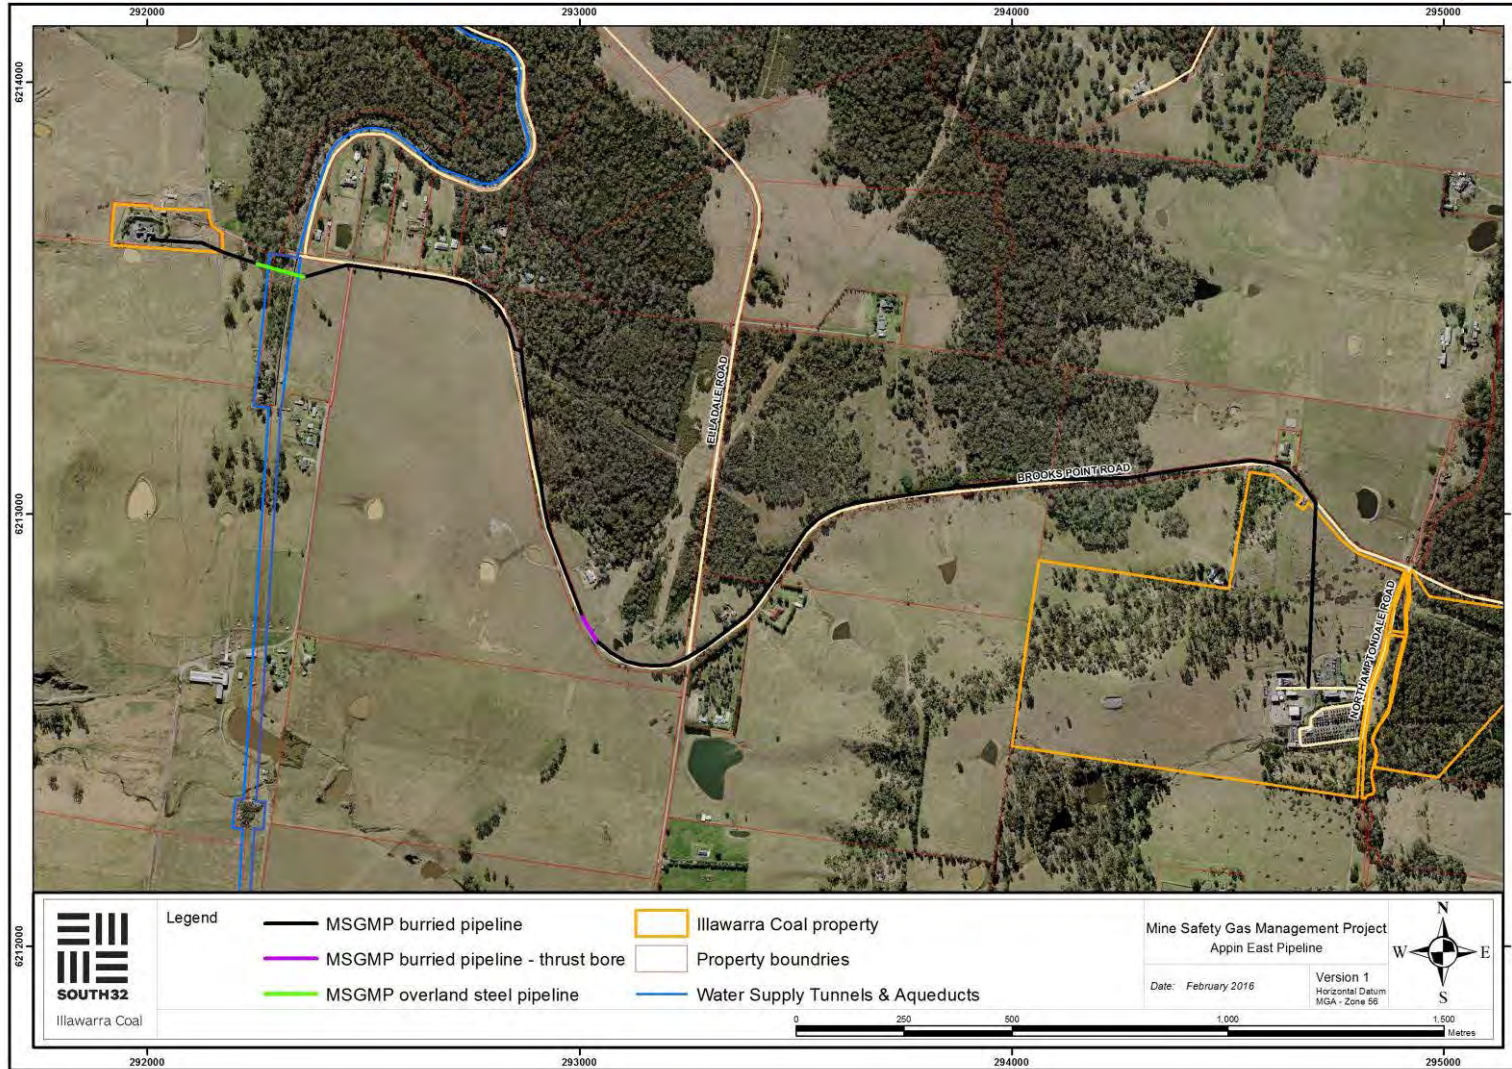 292000 293000 294000 295000
6214000
6213000
6212000
ELLADALE ROAD
BROOKS POINT ROAD
NORTHAMPTONDALE ROAD
SOUTH32
Illawarra Coal
Legend
MSGMP burried pipeline
MSGMP burried pipeline - thrust bore
MSGMP overland steel pipeline
Illawarra Coal property
Property boundries
Water Supply Tunnels & Aqueducts
Mine Safety Gas Management Project
Appin East Pipeline
Date: February 2016
Version 1
Horizontal Datum
MGA - Zone 56
N
W E
S
0 250 500 1,000 1,500
Metres
292000 293000 294000 295000